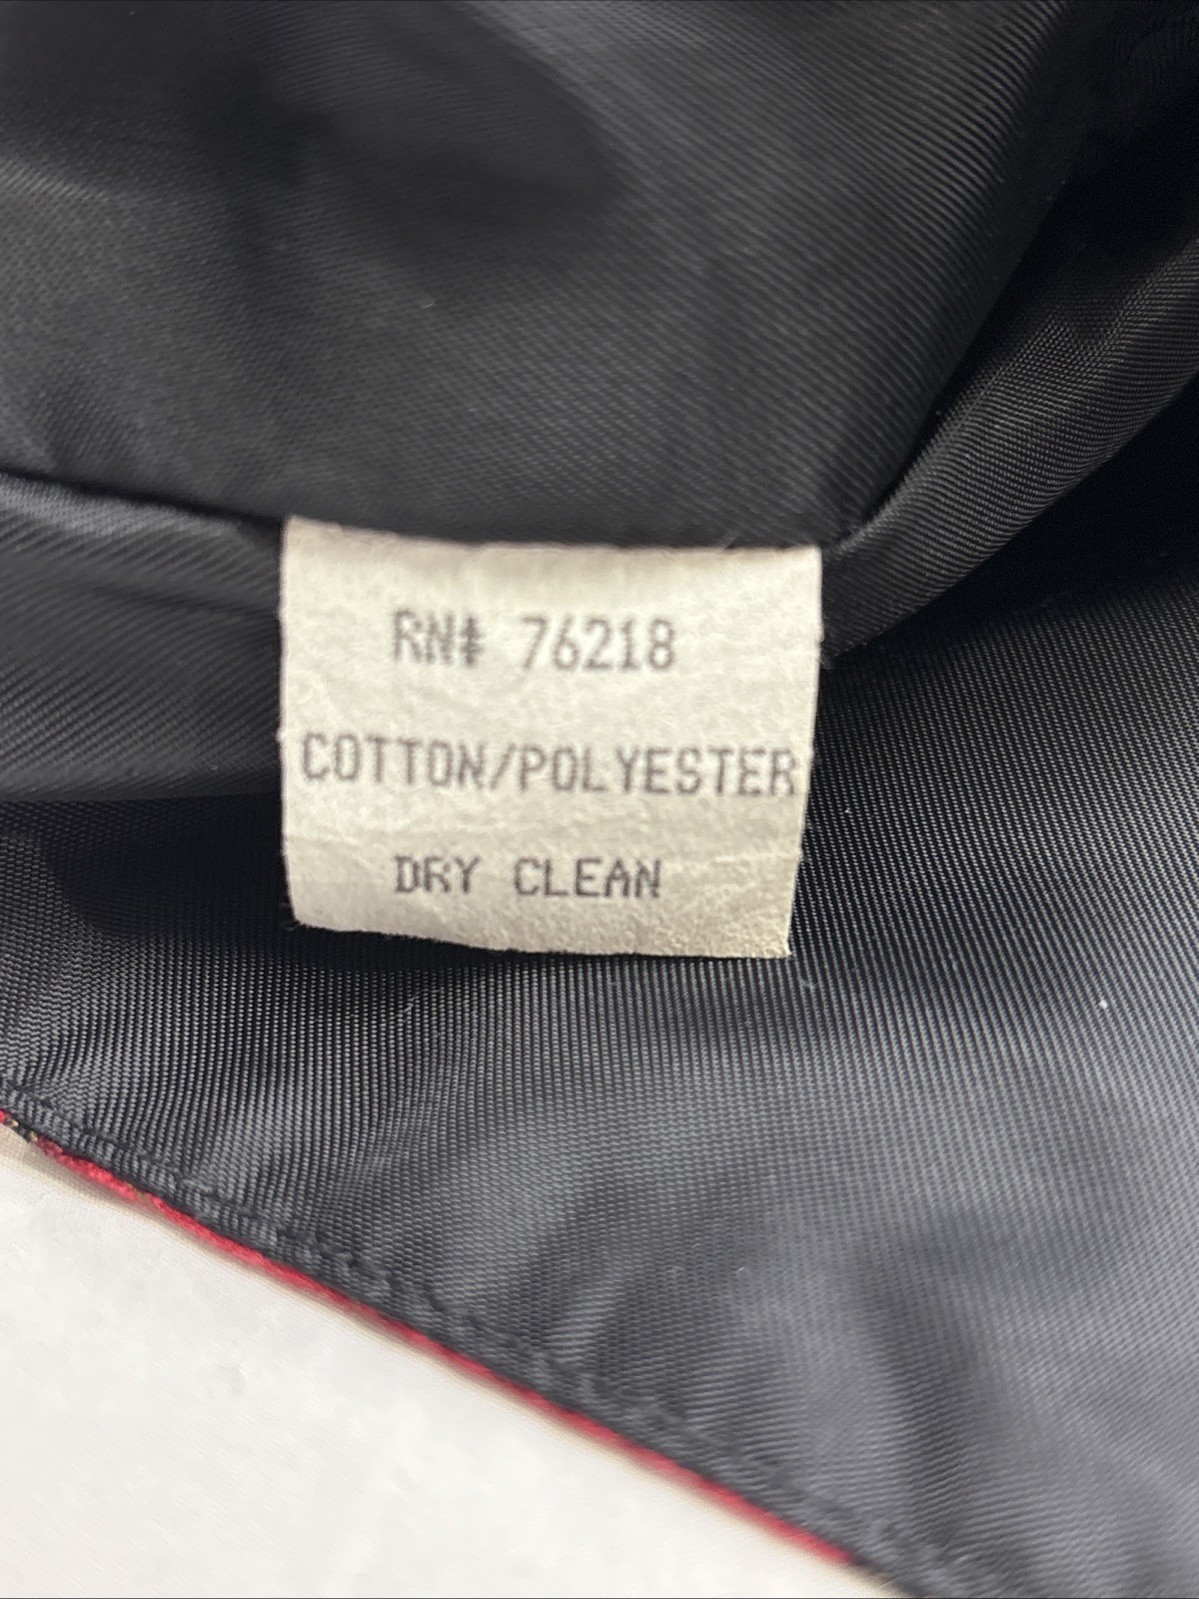 RN# 76218
COTTON/POLYESTER
DRY CLEAN